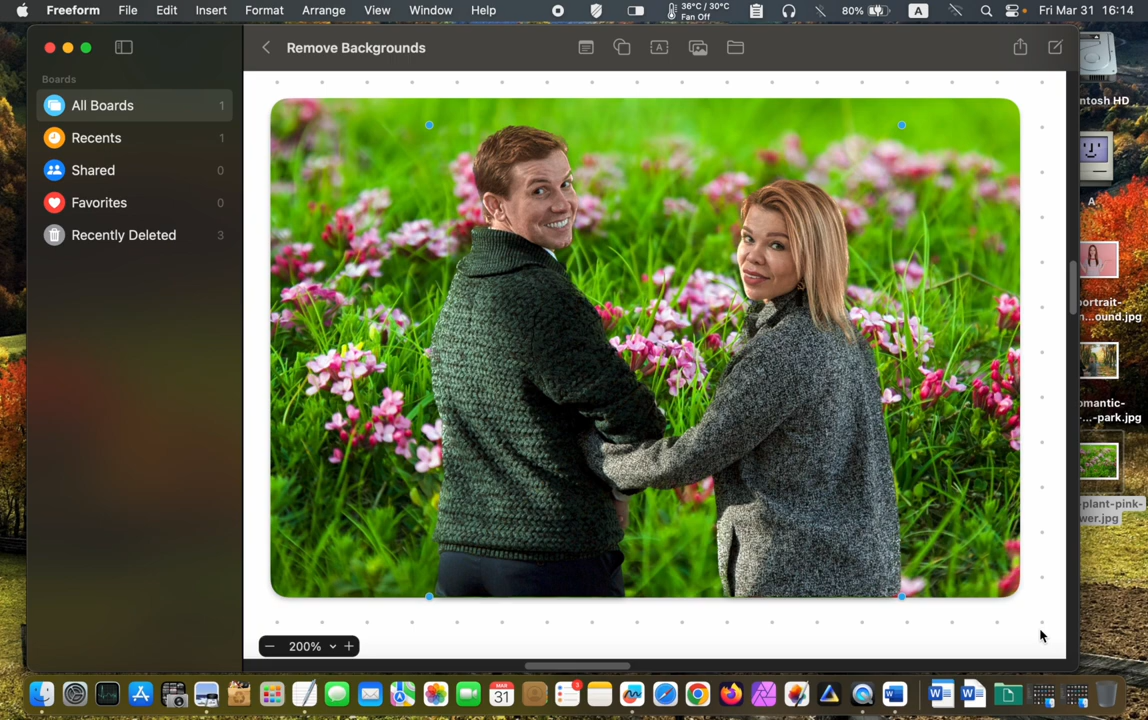 Freeform File Edit Insert Format Arrange View Window Help 36°C / 30°C Fan Off 80% A Fri Mar 31 16:14
Remove Backgrounds
Boards
All Boards 1
Recents 1
Shared 0
Favorites 0
Recently Deleted 3
200%
ntosh HD
A
portrait-
n...ound.jpg
omantic-
-...-park.jpg
-plant-pink-
wer.jpg
MAR
31
3